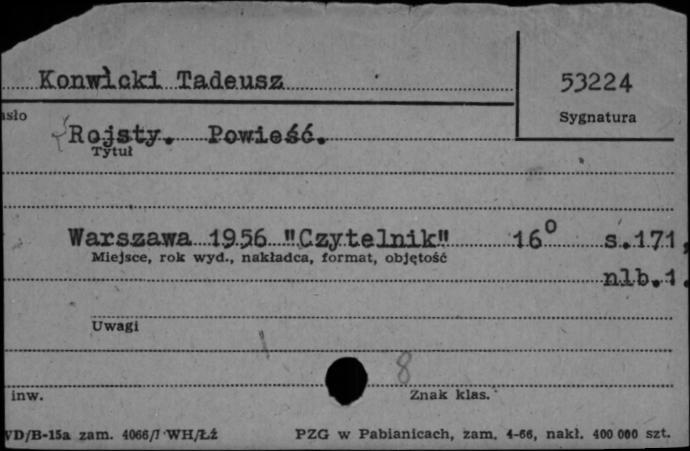 Konwicki Tadeusz
53224
asło
Sygnatura
Rojsty. Powieść.
Tytuł
Warszawa 1956 "Czytelnik" 16° s.171,
Miejsce, rok wyd., nakładca, format, objętość
nlb.1.
Uwagi
8
inw.
Znak klas.
VD/B-15a zam. 4066/I WH/Łż PZG w Pabianicach, zam. 4-66, nakł. 400 000 szt.